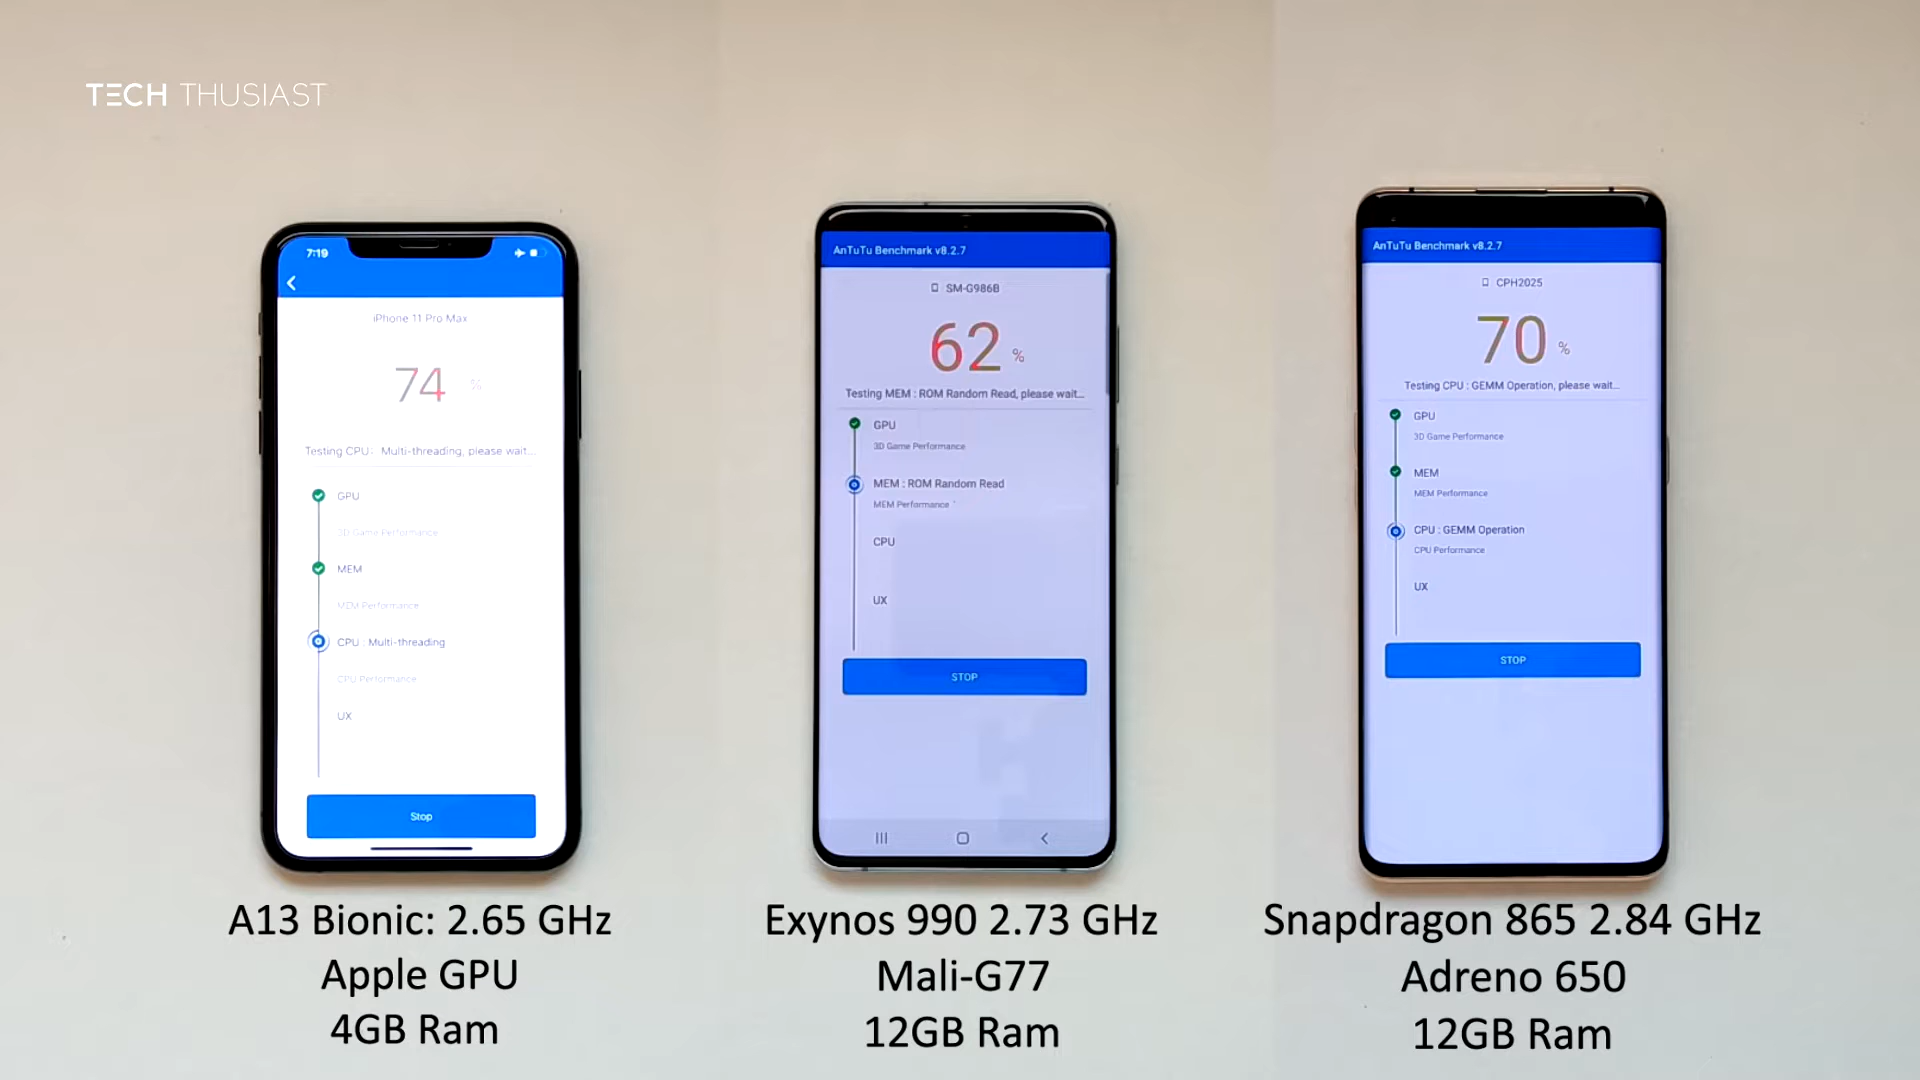 TECH THUSIAST
7:19
iPhone 11 Pro Max
74 %
Testing CPU: Multi-threading, please wait...
GPU
3D Game Performance
MEM
MEM Performance
CPU : Multi-threading
CPU Performance
UX
Stop
A13 Bionic: 2.65 GHz
Apple GPU
4GB Ram
AnTuTu Benchmark v8.2.7
SM-G986B
62 %
Testing MEM : ROM Random Read, please wait...
GPU
3D Game Performance
MEM : ROM Random Read
MEM Performance
CPU
UX
STOP
Exynos 990 2.73 GHz
Mali-G77
12GB Ram
AnTuTu Benchmark v8.2.7
CPH2025
70 %
Testing CPU : GEMM Operation, please wait...
GPU
3D Game Performance
MEM
MEM Performance
CPU : GEMM Operation
CPU Performance
UX
STOP
Snapdragon 865 2.84 GHz
Adreno 650
12GB Ram